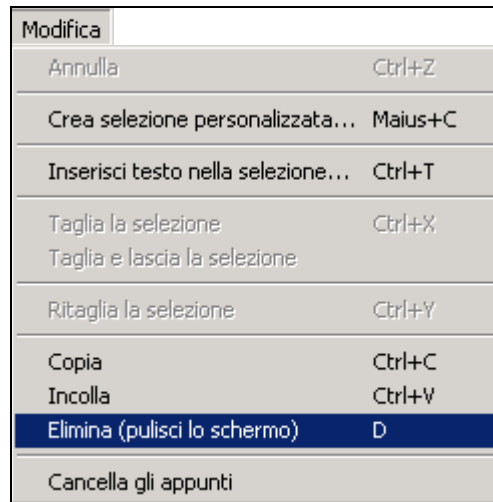 Modifica
Annulla Ctrl+Z
Crea selezione personalizzata... Maius+C
Inserisci testo nella selezione... Ctrl+T
Taglia la selezione Ctrl+X
Taglia e lascia la selezione
Ritaglia la selezione Ctrl+Y
Copia Ctrl+C
Incolla Ctrl+V
Elimina (pulisci lo schermo) D
Cancella gli appunti